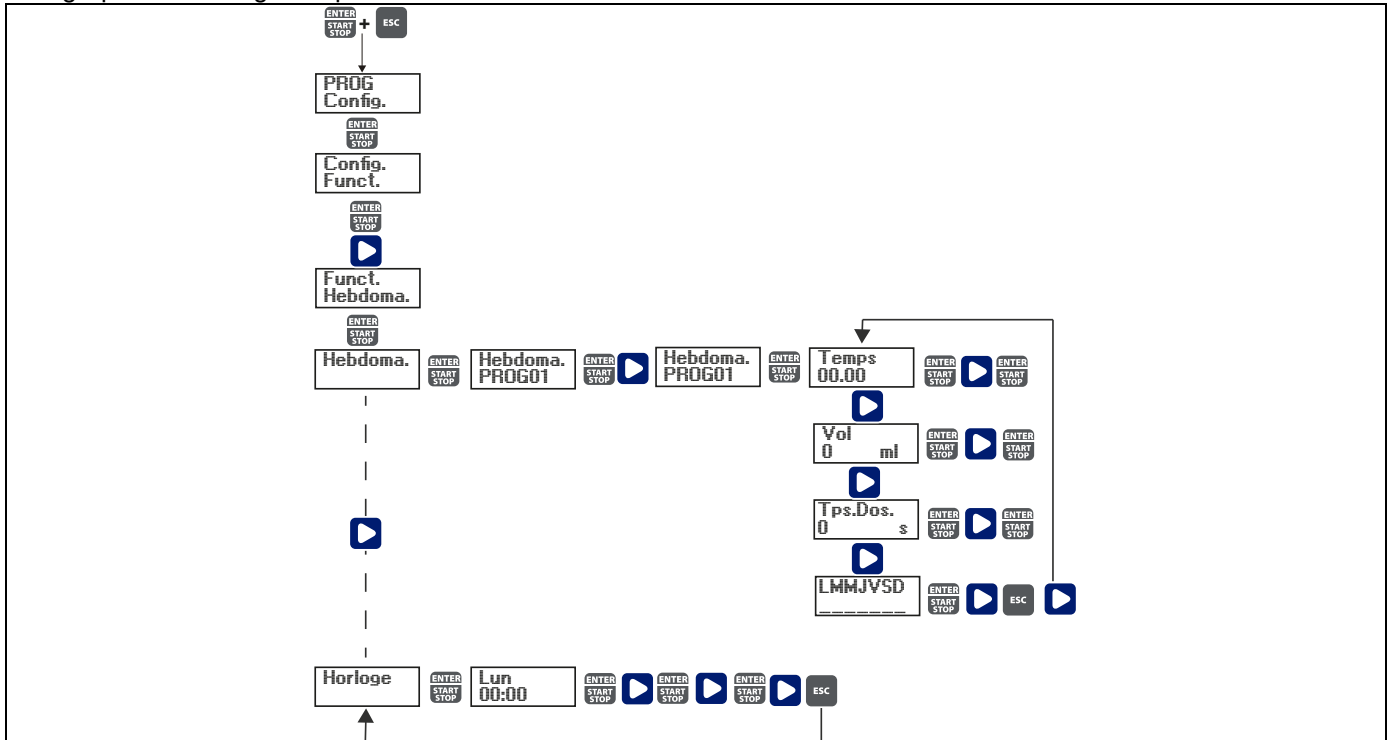 ENTER
START
STOP
+
ESC
PROG
Config.
ENTER
START
STOP
Config.
Funct.
ENTER
START
STOP
Funct.
Hebdoma.
ENTER
START
STOP
Hebdoma.
ENTER
START
STOP
Hebdoma.
PROG01
ENTER
START
STOP
Hebdoma.
PROG01
ENTER
START
STOP
Temps
00.00
ENTER
START
STOP
ENTER
START
STOP
Vol
0 ml
ENTER
START
STOP
ENTER
START
STOP
Tps.Dos.
0 s
ENTER
START
STOP
ENTER
START
STOP
LMMJVSD
_______
ENTER
START
STOP
ESC
Horloge
ENTER
START
STOP
Lun
00:00
ENTER
START
STOP
ENTER
START
STOP
ENTER
START
STOP
ESC